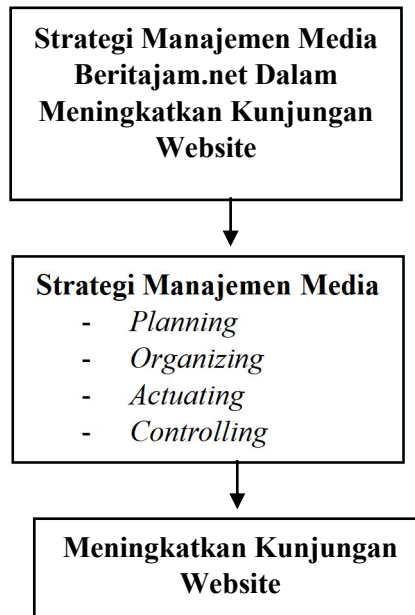 Strategi Manajemen Media
Beritajam.net Dalam
Meningkatkan Kunjungan
Website
Strategi Manajemen Media
- Planning
- Organizing
- Actuating
- Controlling
Meningkatkan Kunjungan
Website